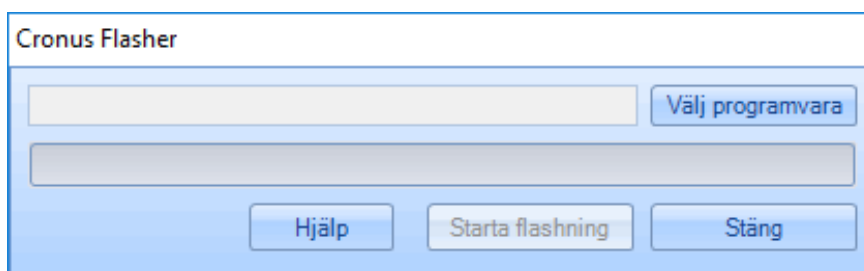 Cronus Flasher
Välj programvara
Hjälp Starta flashning Stäng